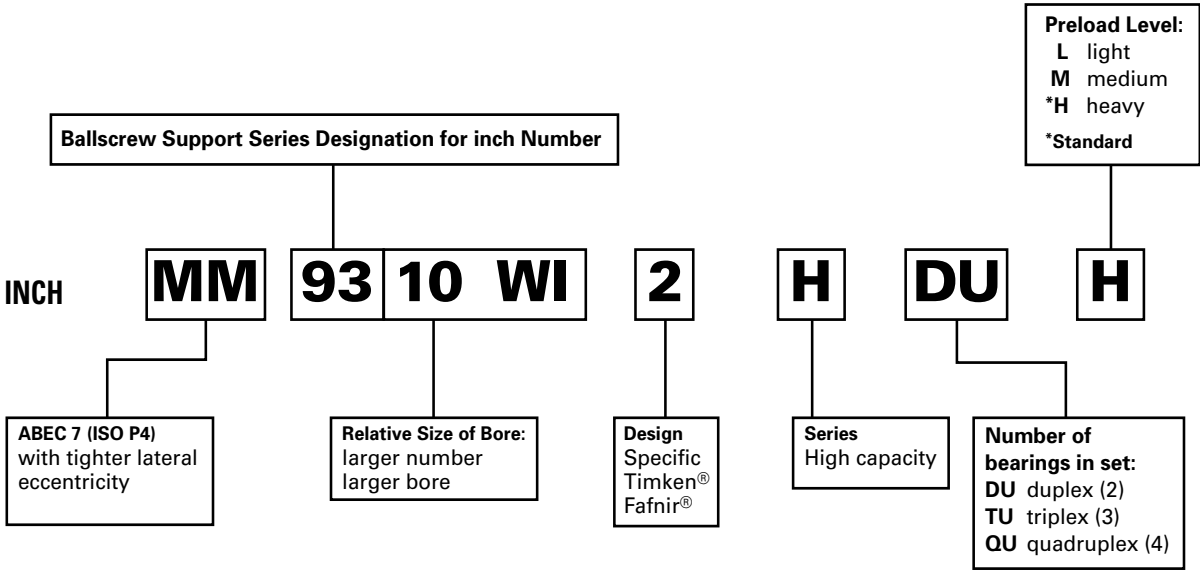 Preload Level:
L light
M medium
*H heavy
*Standard
Ballscrew Support Series Designation for inch Number
INCH MM 93 10 WI 2 H DU H
ABEC 7 (ISO P4)
with tighter lateral
eccentricity
Relative Size of Bore:
larger number
larger bore
Design
Specific
Timken®
Fafnir®
Series
High capacity
Number of
bearings in set:
DU duplex (2)
TU triplex (3)
QU quadruplex (4)